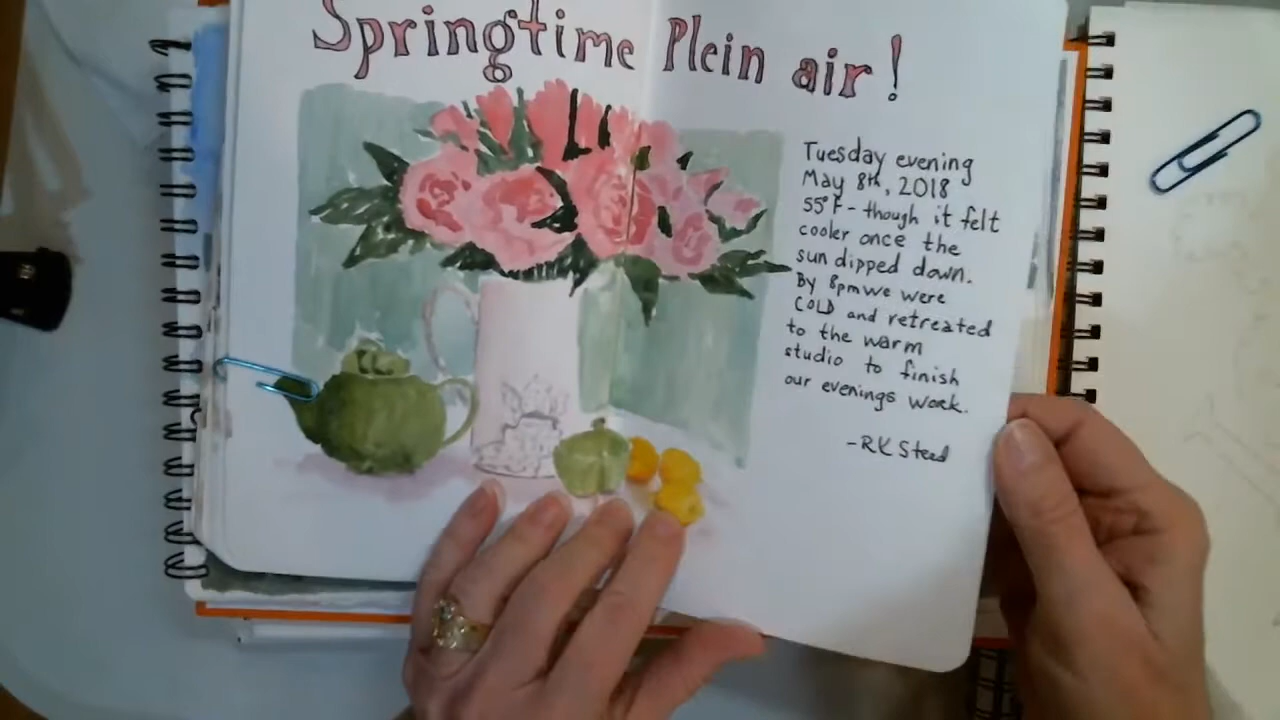 Springtime Plein air!
Tuesday evening
May 8th, 2018
55°F - though it felt
cooler once the
sun dipped down.
By 8pm we were
COLD and retreated
to the warm
studio to finish
our evenings work.
-RK Steed